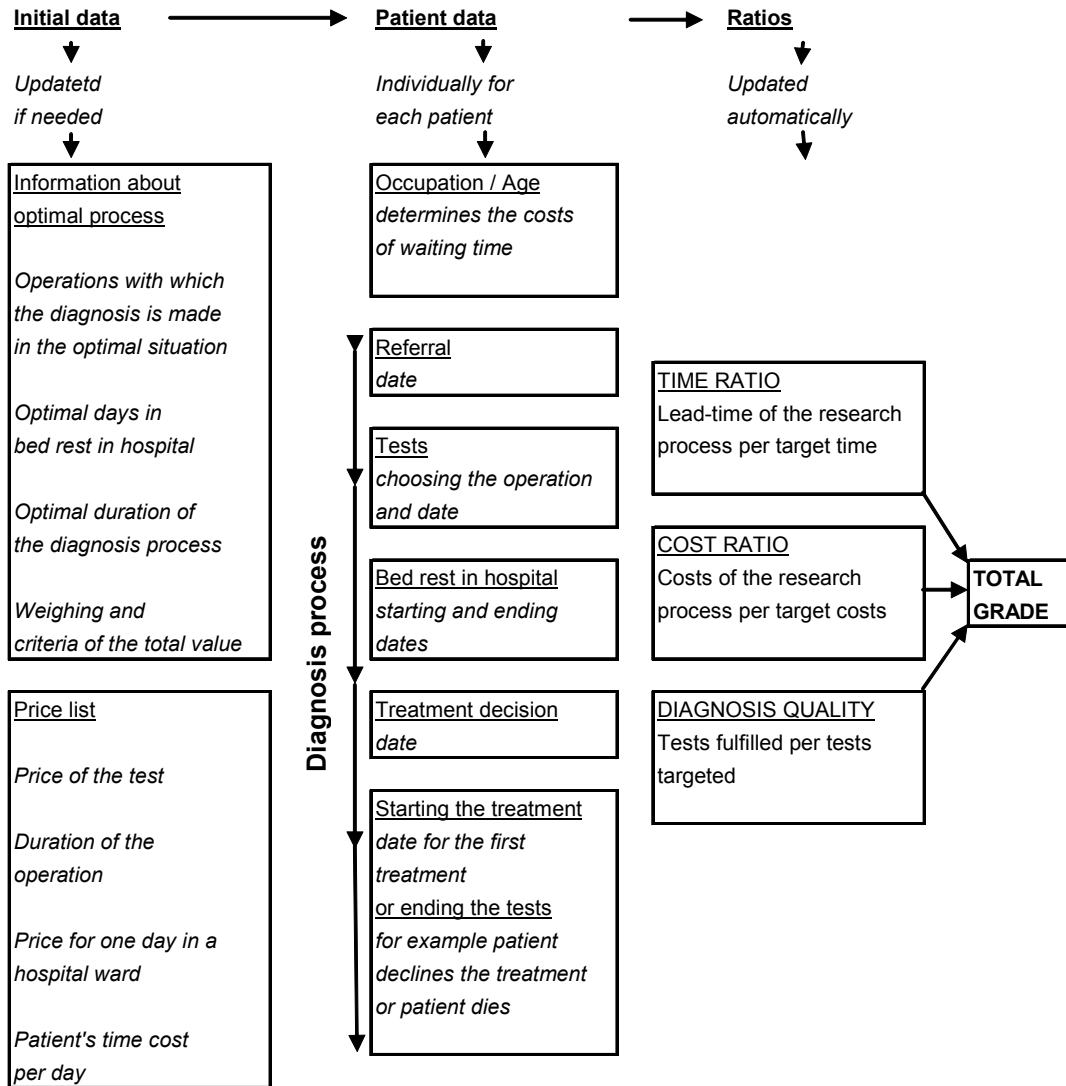 Initial data
Updatetd
if needed
Information about
optimal process
Operations with which
the diagnosis is made
in the optimal situation
Optimal days in
bed rest in hospital
Optimal duration of
the diagnosis process
Weighing and
criteria of the total value
Price list
Price of the test
Duration of the
operation
Price for one day in a
hospital ward
Patient's time cost
per day
Patient data
Individually for
each patient
Occupation / Age
determines the costs
of waiting time
Diagnosis process
Referral
date
Tests
choosing the operation
and date
Bed rest in hospital
starting and ending
dates
Treatment decision
date
Starting the treatment
date for the first
treatment
or ending the tests
for example patient
declines the treatment
or patient dies
Ratios
Updated
automatically
TIME RATIO
Lead-time of the research
process per target time
COST RATIO
Costs of the research
process per target costs
DIAGNOSIS QUALITY
Tests fulfilled per tests
targeted
TOTAL
GRADE